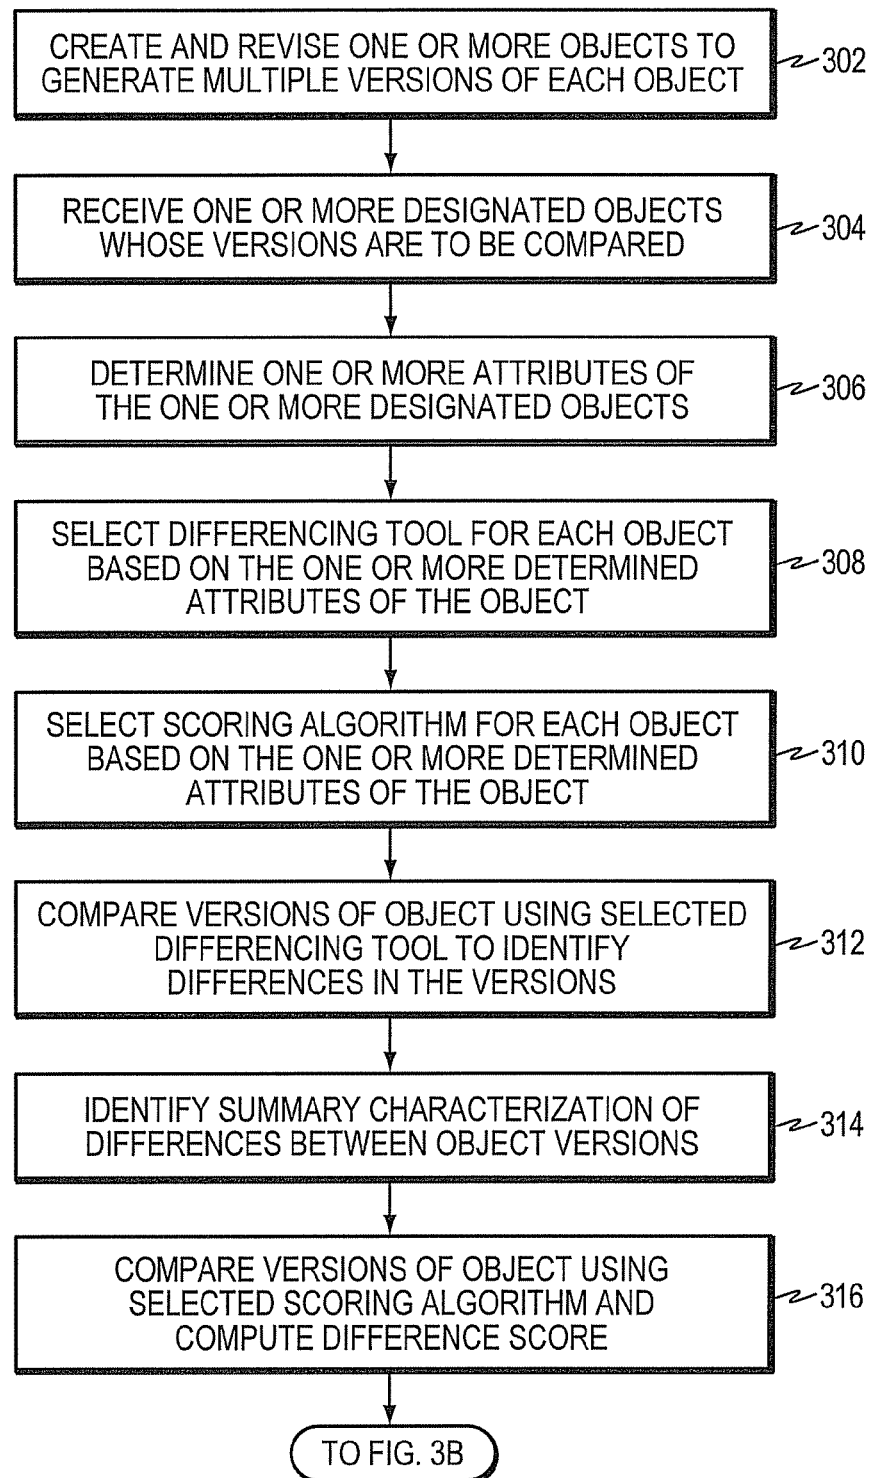 CREATE AND REVISE ONE OR MORE OBJECTS TO
GENERATE MULTIPLE VERSIONS OF EACH OBJECT
302
RECEIVE ONE OR MORE DESIGNATED OBJECTS
WHOSE VERSIONS ARE TO BE COMPARED
304
DETERMINE ONE OR MORE ATTRIBUTES OF
THE ONE OR MORE DESIGNATED OBJECTS
306
SELECT DIFFERENCING TOOL FOR EACH OBJECT
BASED ON THE ONE OR MORE DETERMINED
ATTRIBUTES OF THE OBJECT
308
SELECT SCORING ALGORITHM FOR EACH OBJECT
BASED ON THE ONE OR MORE DETERMINED
ATTRIBUTES OF THE OBJECT
310
COMPARE VERSIONS OF OBJECT USING SELECTED
DIFFERENCING TOOL TO IDENTIFY
DIFFERENCES IN THE VERSIONS
312
IDENTIFY SUMMARY CHARACTERIZATION OF
DIFFERENCES BETWEEN OBJECT VERSIONS
314
COMPARE VERSIONS OF OBJECT USING
SELECTED SCORING ALGORITHM AND
COMPUTE DIFFERENCE SCORE
316
TO FIG. 3B